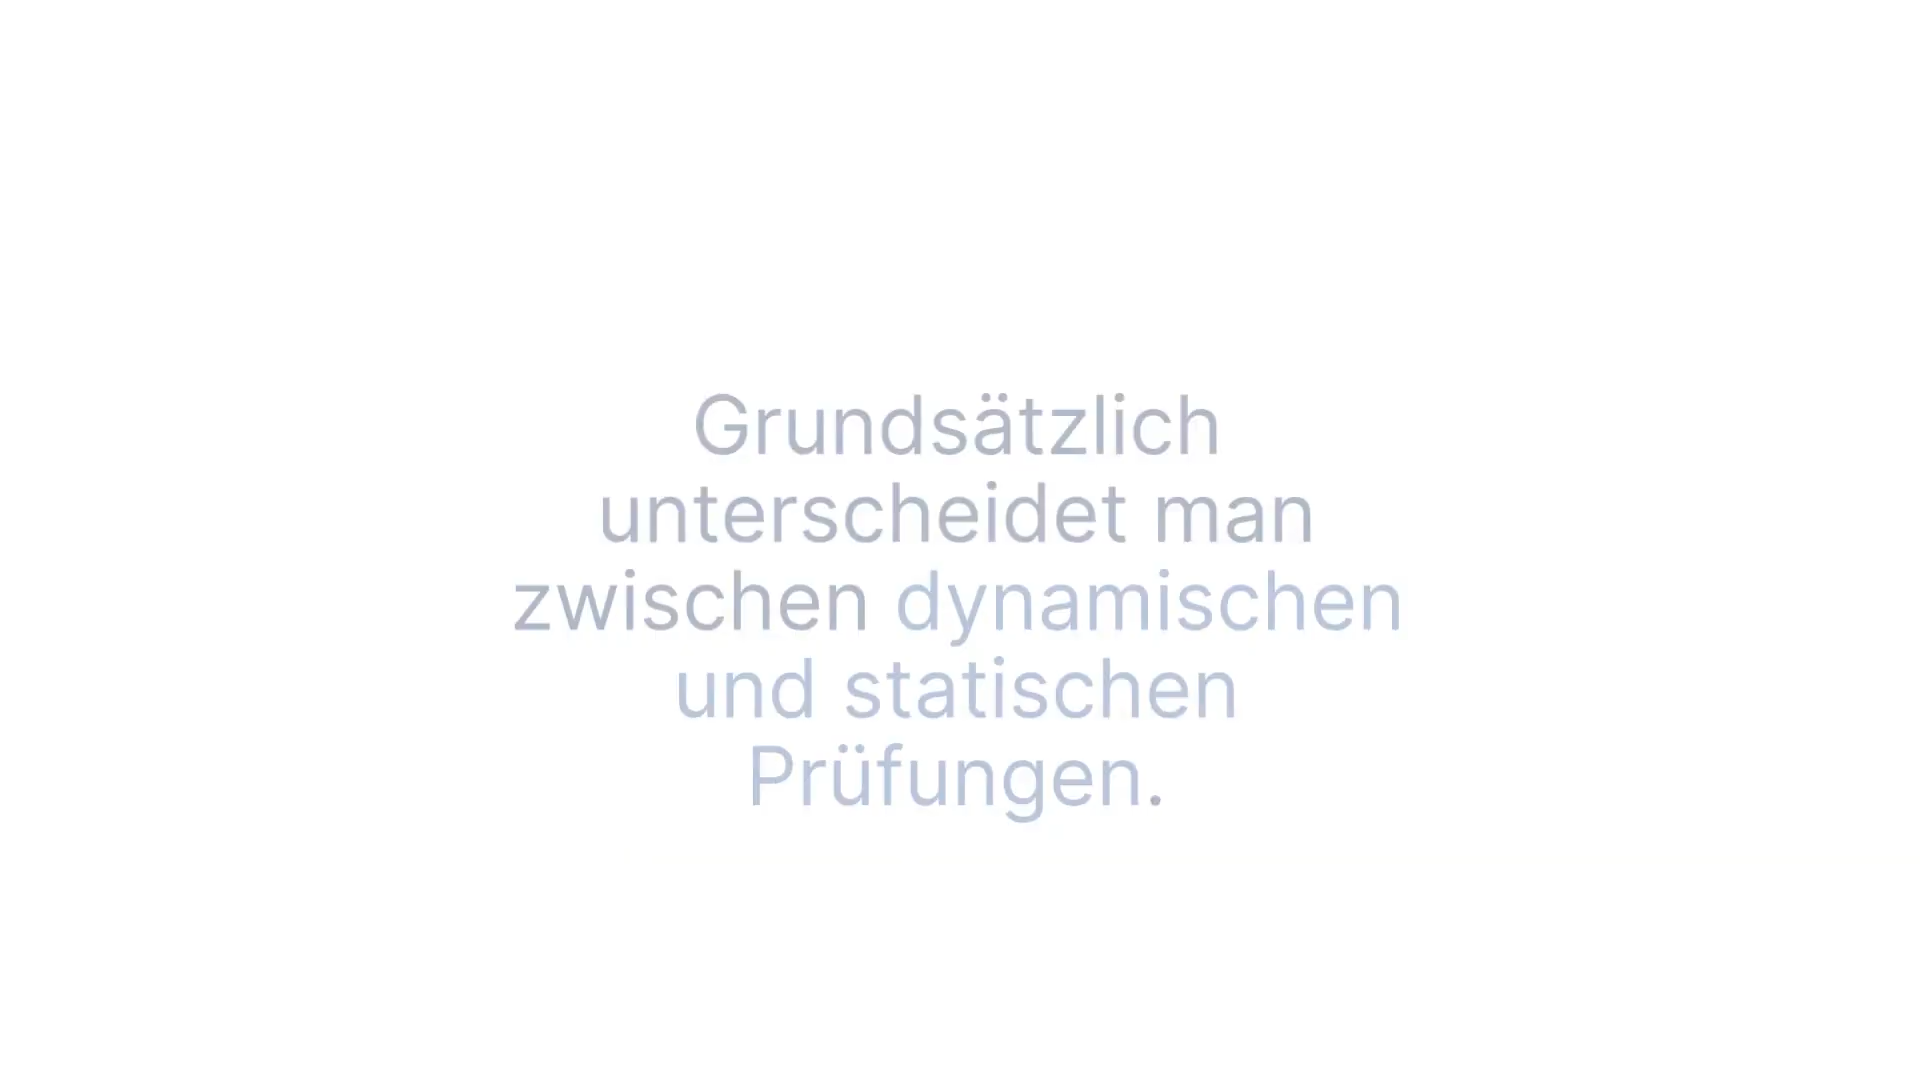 Grundsätzlich
unterscheidet man
zwischen dynamischen
und statischen
Prüfungen.